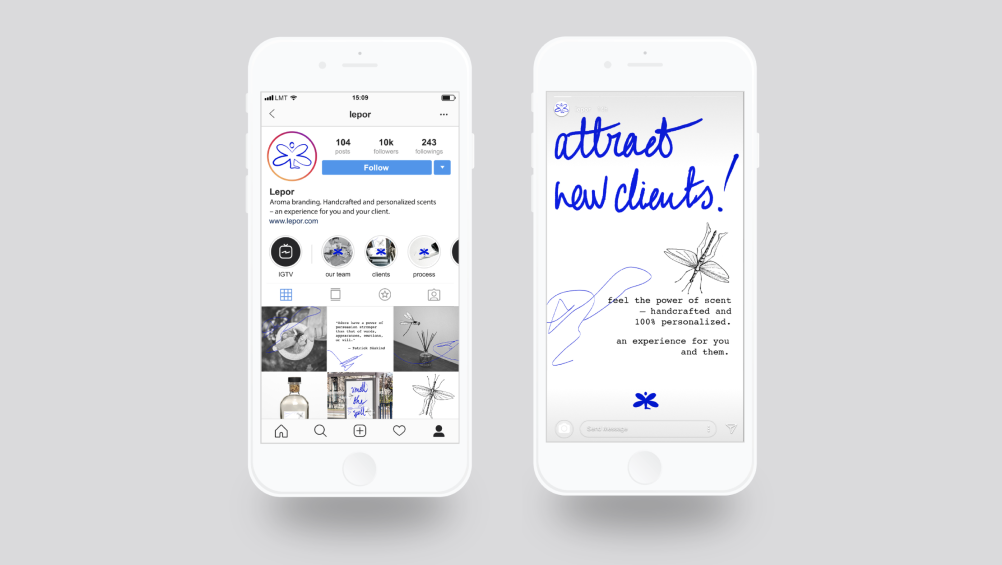 LMT
15:09
lepor
104
posts
10k
followers
243
followings
Follow
Lepor
Aroma branding. Handcrafted and personalized scents
– an experience for you and your client.
www.lepor.com
IGTV
our team
clients
process
"Odors have a power of
persuasion stronger
than that of words,
appearances, emotions,
or will."
— Patrick Süskind
smell
the
attract
new clients!
feel the power of scent
— handcrafted and
100% personalized.
an experience for you
and them.
Send message